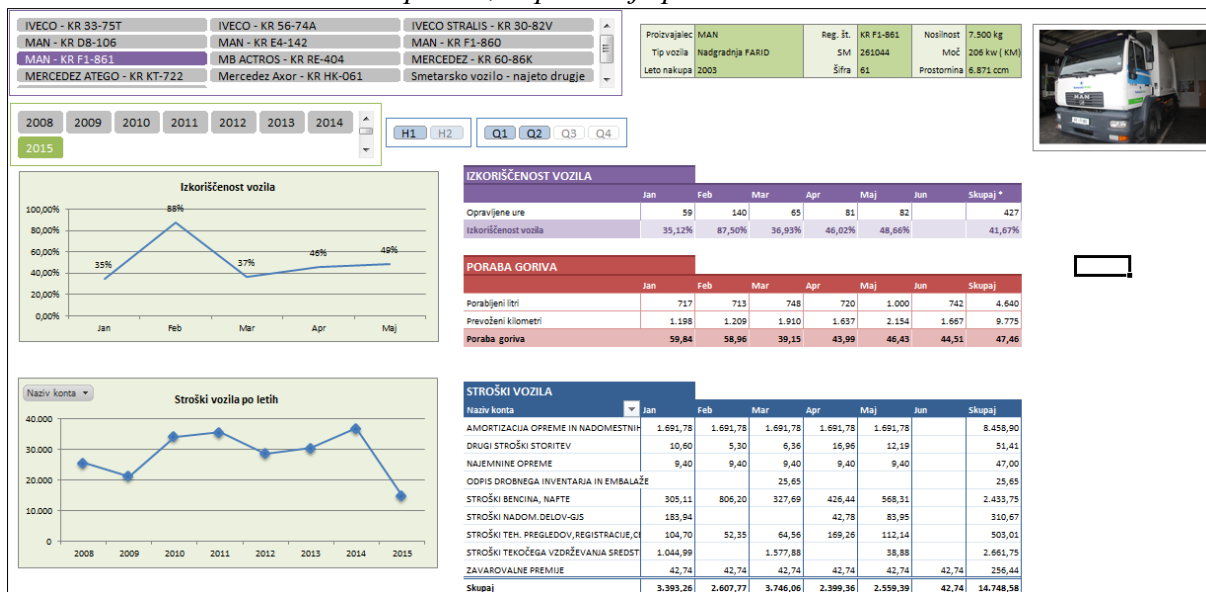 IVECO - KR 33-75T IVECO - KR 56-74A IVECO STRALIS - KR 30-82V
MAN - KR D8-106 MAN - KR E4-142 MAN - KR F1-860
MAN - KR F1-861 MB ACTROS - KR RE-404 MERCEDEZ - KR 60-86K
MERCEDEZ ATEGO - KR KT-722 Mercedez Axor - KR HK-061 Smetarsko vozilo - najeto drugje
Proizvajalec MAN Reg. št. KR F1-861 Nosilnost 7.500 kg
Tip vozila Nadgradnja FARID SM 261044 Moč 206 kw ( KM)
Leto nakupa 2003 Šifra 61 Prostornina 6.871 ccm
2008 2009 2010 2011 2012 2013 2014
2015
H1 H2 Q1 Q2 Q3 Q4
Izkoriščenost vozila
100,00%
80,00%
60,00%
40,00%
20,00%
0,00%
35% 88% 37% 46% 49%
Jan Feb Mar Apr Maj
IZKORIŠČENOST VOZILA
Jan Feb Mar Apr Maj Jun Skupaj *
Opravljene ure 59 140 65 81 82 427
Izkoriščenost vozila 35,12% 87,50% 36,93% 46,02% 48,66% 41,67%
PORABA GORIVA
Jan Feb Mar Apr Maj Jun Skupaj
Porabljeni litri 717 713 748 720 1.000 742 4.640
Prevoženi kilometri 1.198 1.209 1.910 1.637 2.154 1.667 9.775
Poraba goriva 59,84 58,96 39,15 43,99 46,43 44,51 47,46
Naziv konta
Stroški vozila po letih
40.000
30.000
20.000
10.000
0
2008 2009 2010 2011 2012 2013 2014 2015
STROŠKI VOZILA
Naziv konta Jan Feb Mar Apr Maj Jun Skupaj
AMORTIZACIJA OPREME IN NADOMESTNIH 1.691,78 1.691,78 1.691,78 1.691,78 1.691,78 8.458,90
DRUGI STROŠKI STORITEV 10,60 5,30 6,36 16,96 12,19 51,41
NAJEMNINE OPREME 9,40 9,40 9,40 9,40 9,40 47,00
ODPIS DROBNEGA INVENTARJA IN EMBALAŽE 25,65 25,65
STROŠKI BENCINA, NAFTE 305,11 806,20 327,69 426,44 568,31 2.433,75
STROŠKI NADOM.DELOV-GJS 183,94 42,78 83,95 310,67
STROŠKI TEH. PREGLEDOV,REGISTRACIJE,CE 104,70 52,35 64,56 169,26 112,14 503,01
STROŠKI TEKOČEGA VZDRŽEVANJA SREDST 1.044,99 1.577,88 38,88 2.661,75
ZAVAROVALNE PREMIJE 42,74 42,74 42,74 42,74 42,74 42,74 256,44
Skupaj 3.393,26 2.607,77 3.746,06 2.399,36 2.559,39 42,74 14.748,58